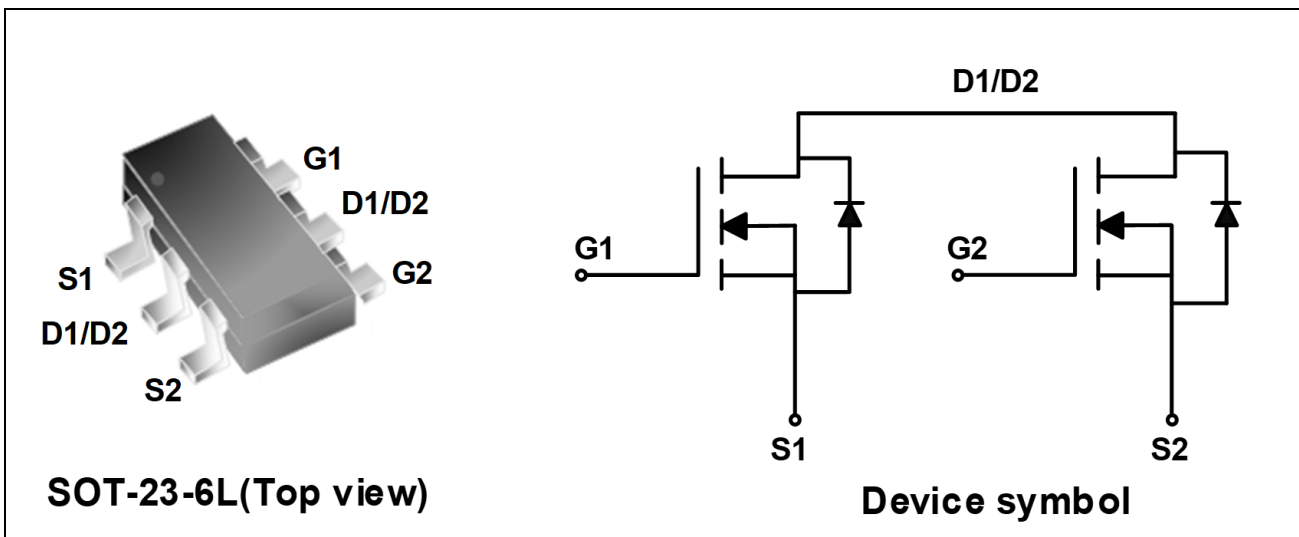 G1
D1/D2
G2
S1
D1/D2
S2
SOT-23-6L(Top view)
D1/D2
G1
G2
S1
S2
Device symbol